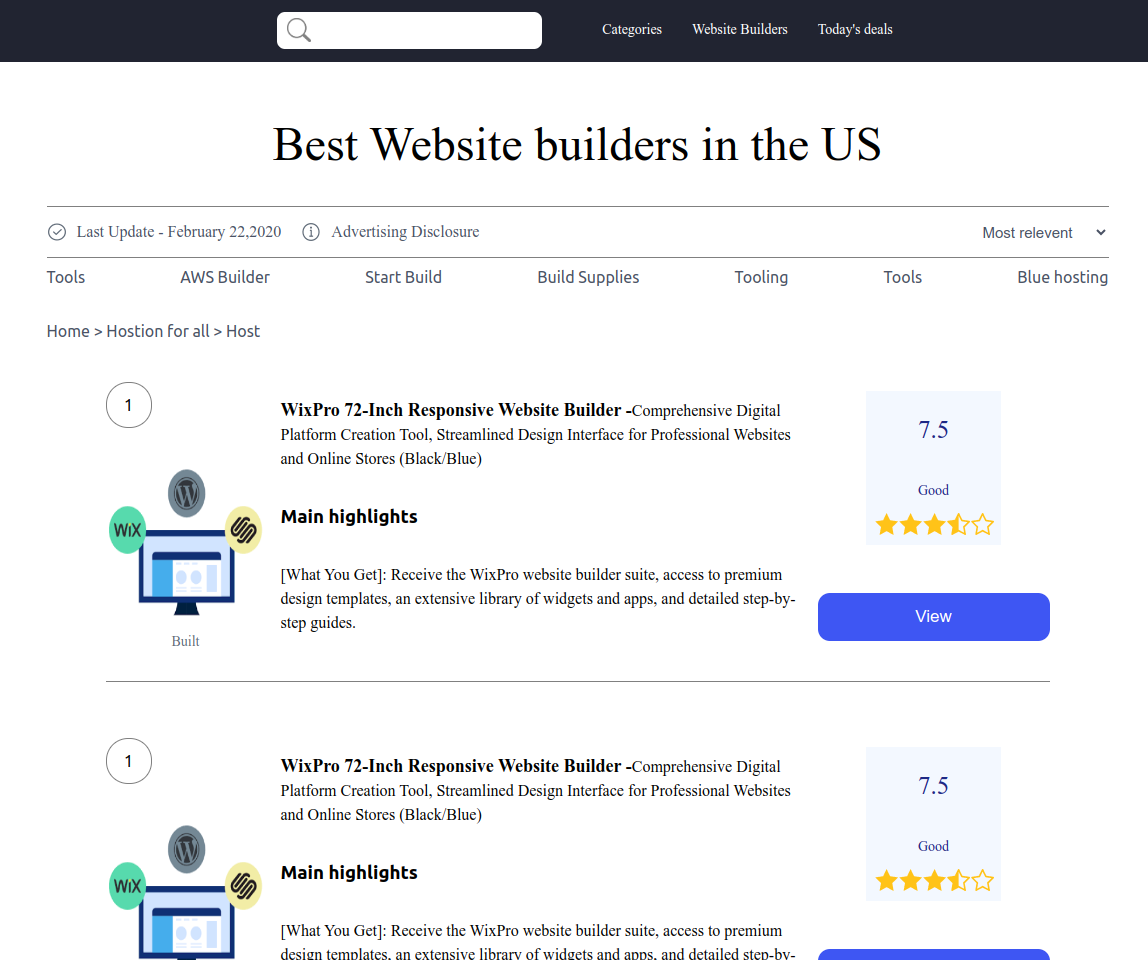 Categories Website Builders Today's deals
Best Website builders in the US
Last Update - February 22,2020 Advertising Disclosure Most relevent
Tools AWS Builder Start Build Build Supplies Tooling Tools Blue hosting
Home > Hostion for all > Host
1
WixPro 72-Inch Responsive Website Builder -Comprehensive Digital
Platform Creation Tool, Streamlined Design Interface for Professional Websites
and Online Stores (Black/Blue)
7.5
Good
WiX
Main highlights
[What You Get]: Receive the WixPro website builder suite, access to premium
design templates, an extensive library of widgets and apps, and detailed step-by-
step guides.
View
Built
1
WixPro 72-Inch Responsive Website Builder -Comprehensive Digital
Platform Creation Tool, Streamlined Design Interface for Professional Websites
and Online Stores (Black/Blue)
7.5
Good
WiX
Main highlights
[What You Get]: Receive the WixPro website builder suite, access to premium
design templates, an extensive library of widgets and apps, and detailed step-by-